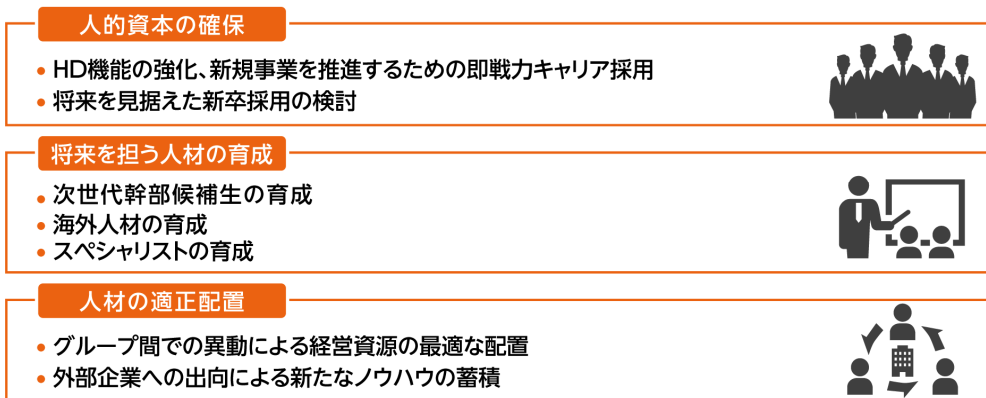 人的資本の確保
• HD機能の強化、新規事業を推進するための即戦力キャリア採用
• 将来を見据えた新卒採用の検討
将来を担う人材の育成
• 次世代幹部候補生の育成
• 海外人材の育成
• スペシャリストの育成
人材の適正配置
• グループ間での異動による経営資源の最適な配置
• 外部企業への出向による新たなノウハウの蓄積